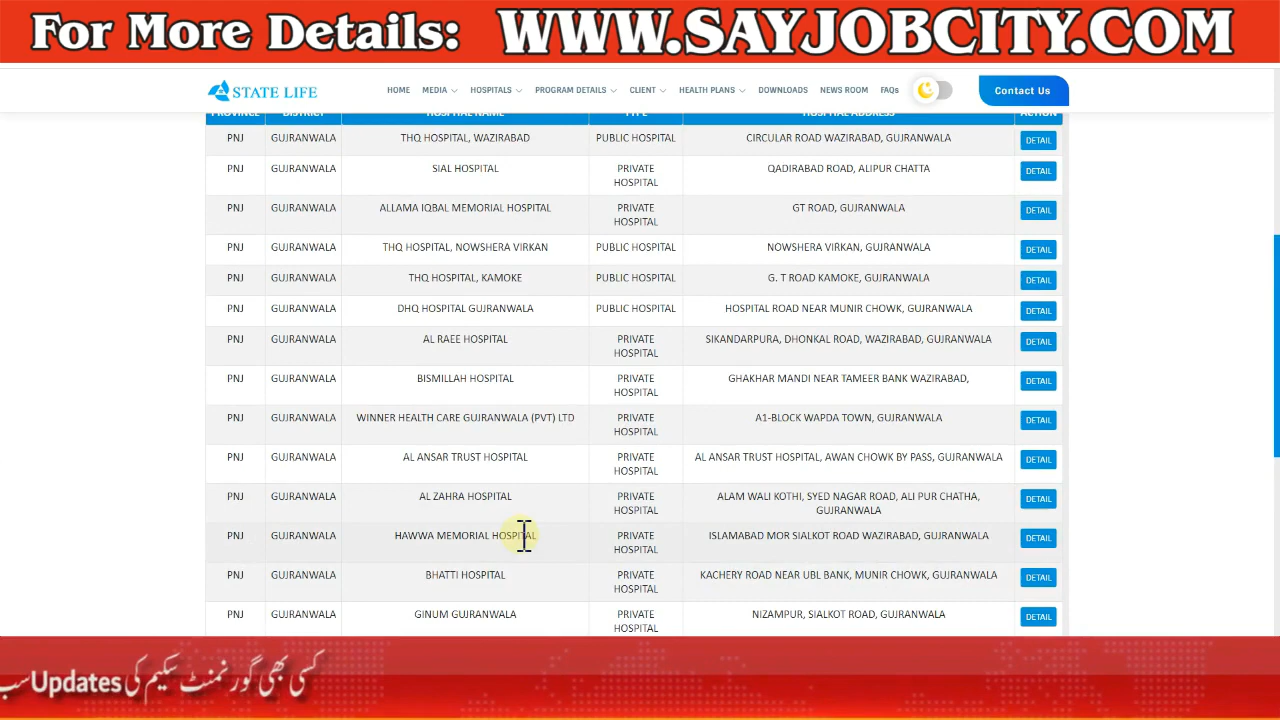 For More Details: WWW.SAYJOBCITY.COM
STATE LIFE HOME MEDIA HOSPITALS PROGRAM DETAILS CLIENT HEALTH PLANS DOWNLOADS NEWS ROOM FAQs Contact Us
PROVINCE DISTRICT HOSPITAL NAME TYPE HOSPITAL ADDRESS ACTION
PNJ GUJRANWALA THQ HOSPITAL, WAZIRABAD PUBLIC HOSPITAL CIRCULAR ROAD WAZIRABAD, GUJRANWALA DETAIL
PNJ GUJRANWALA SIAL HOSPITAL PRIVATE QADIRABAD ROAD, ALIPUR CHATTA DETAIL
HOSPITAL
PNJ GUJRANWALA ALLAMA IQBAL MEMORIAL HOSPITAL PRIVATE GT ROAD, GUJRANWALA DETAIL
HOSPITAL
PNJ GUJRANWALA THQ HOSPITAL, NOWSHERA VIRKAN PUBLIC HOSPITAL NOWSHERA VIRKAN, GUJRANWALA DETAIL
PNJ GUJRANWALA THQ HOSPITAL, KAMOKE PUBLIC HOSPITAL G. T ROAD KAMOKE, GUJRANWALA DETAIL
PNJ GUJRANWALA DHQ HOSPITAL GUJRANWALA PUBLIC HOSPITAL HOSPITAL ROAD NEAR MUNIR CHOWK, GUJRANWALA DETAIL
PNJ GUJRANWALA AL RAEE HOSPITAL PRIVATE SIKANDARPURA, DHONKAL ROAD, WAZIRABAD, GUJRANWALA DETAIL
HOSPITAL
PNJ GUJRANWALA BISMILLAH HOSPITAL PRIVATE GHAKHAR MANDI NEAR TAMEER BANK WAZIRABAD, DETAIL
HOSPITAL
PNJ GUJRANWALA WINNER HEALTH CARE GUJRANWALA (PVT) LTD PRIVATE A1-BLOCK WAPDA TOWN, GUJRANWALA DETAIL
HOSPITAL
PNJ GUJRANWALA AL ANSAR TRUST HOSPITAL PRIVATE AL ANSAR TRUST HOSPITAL, AWAN CHOWK BY PASS, GUJRANWALA DETAIL
HOSPITAL
PNJ GUJRANWALA AL ZAHRA HOSPITAL PRIVATE ALAM WALI KOTHI, SYED NAGAR ROAD, ALI PUR CHATHA, DETAIL
HOSPITAL GUJRANWALA
PNJ GUJRANWALA HAWWA MEMORIAL HOSPITAL PRIVATE ISLAMABAD MOR SIALKOT ROAD WAZIRABAD, GUJRANWALA DETAIL
HOSPITAL
PNJ GUJRANWALA BHATTI HOSPITAL PRIVATE KACHERY ROAD NEAR UBL BANK, MUNIR CHOWK, GUJRANWALA DETAIL
HOSPITAL
PNJ GUJRANWALA GINUM GUJRANWALA PRIVATE NIZAMPUR, SIALKOT ROAD, GUJRANWALA DETAIL
HOSPITAL
کسی بھی گورنمنٹ سکیم کی Updates سب